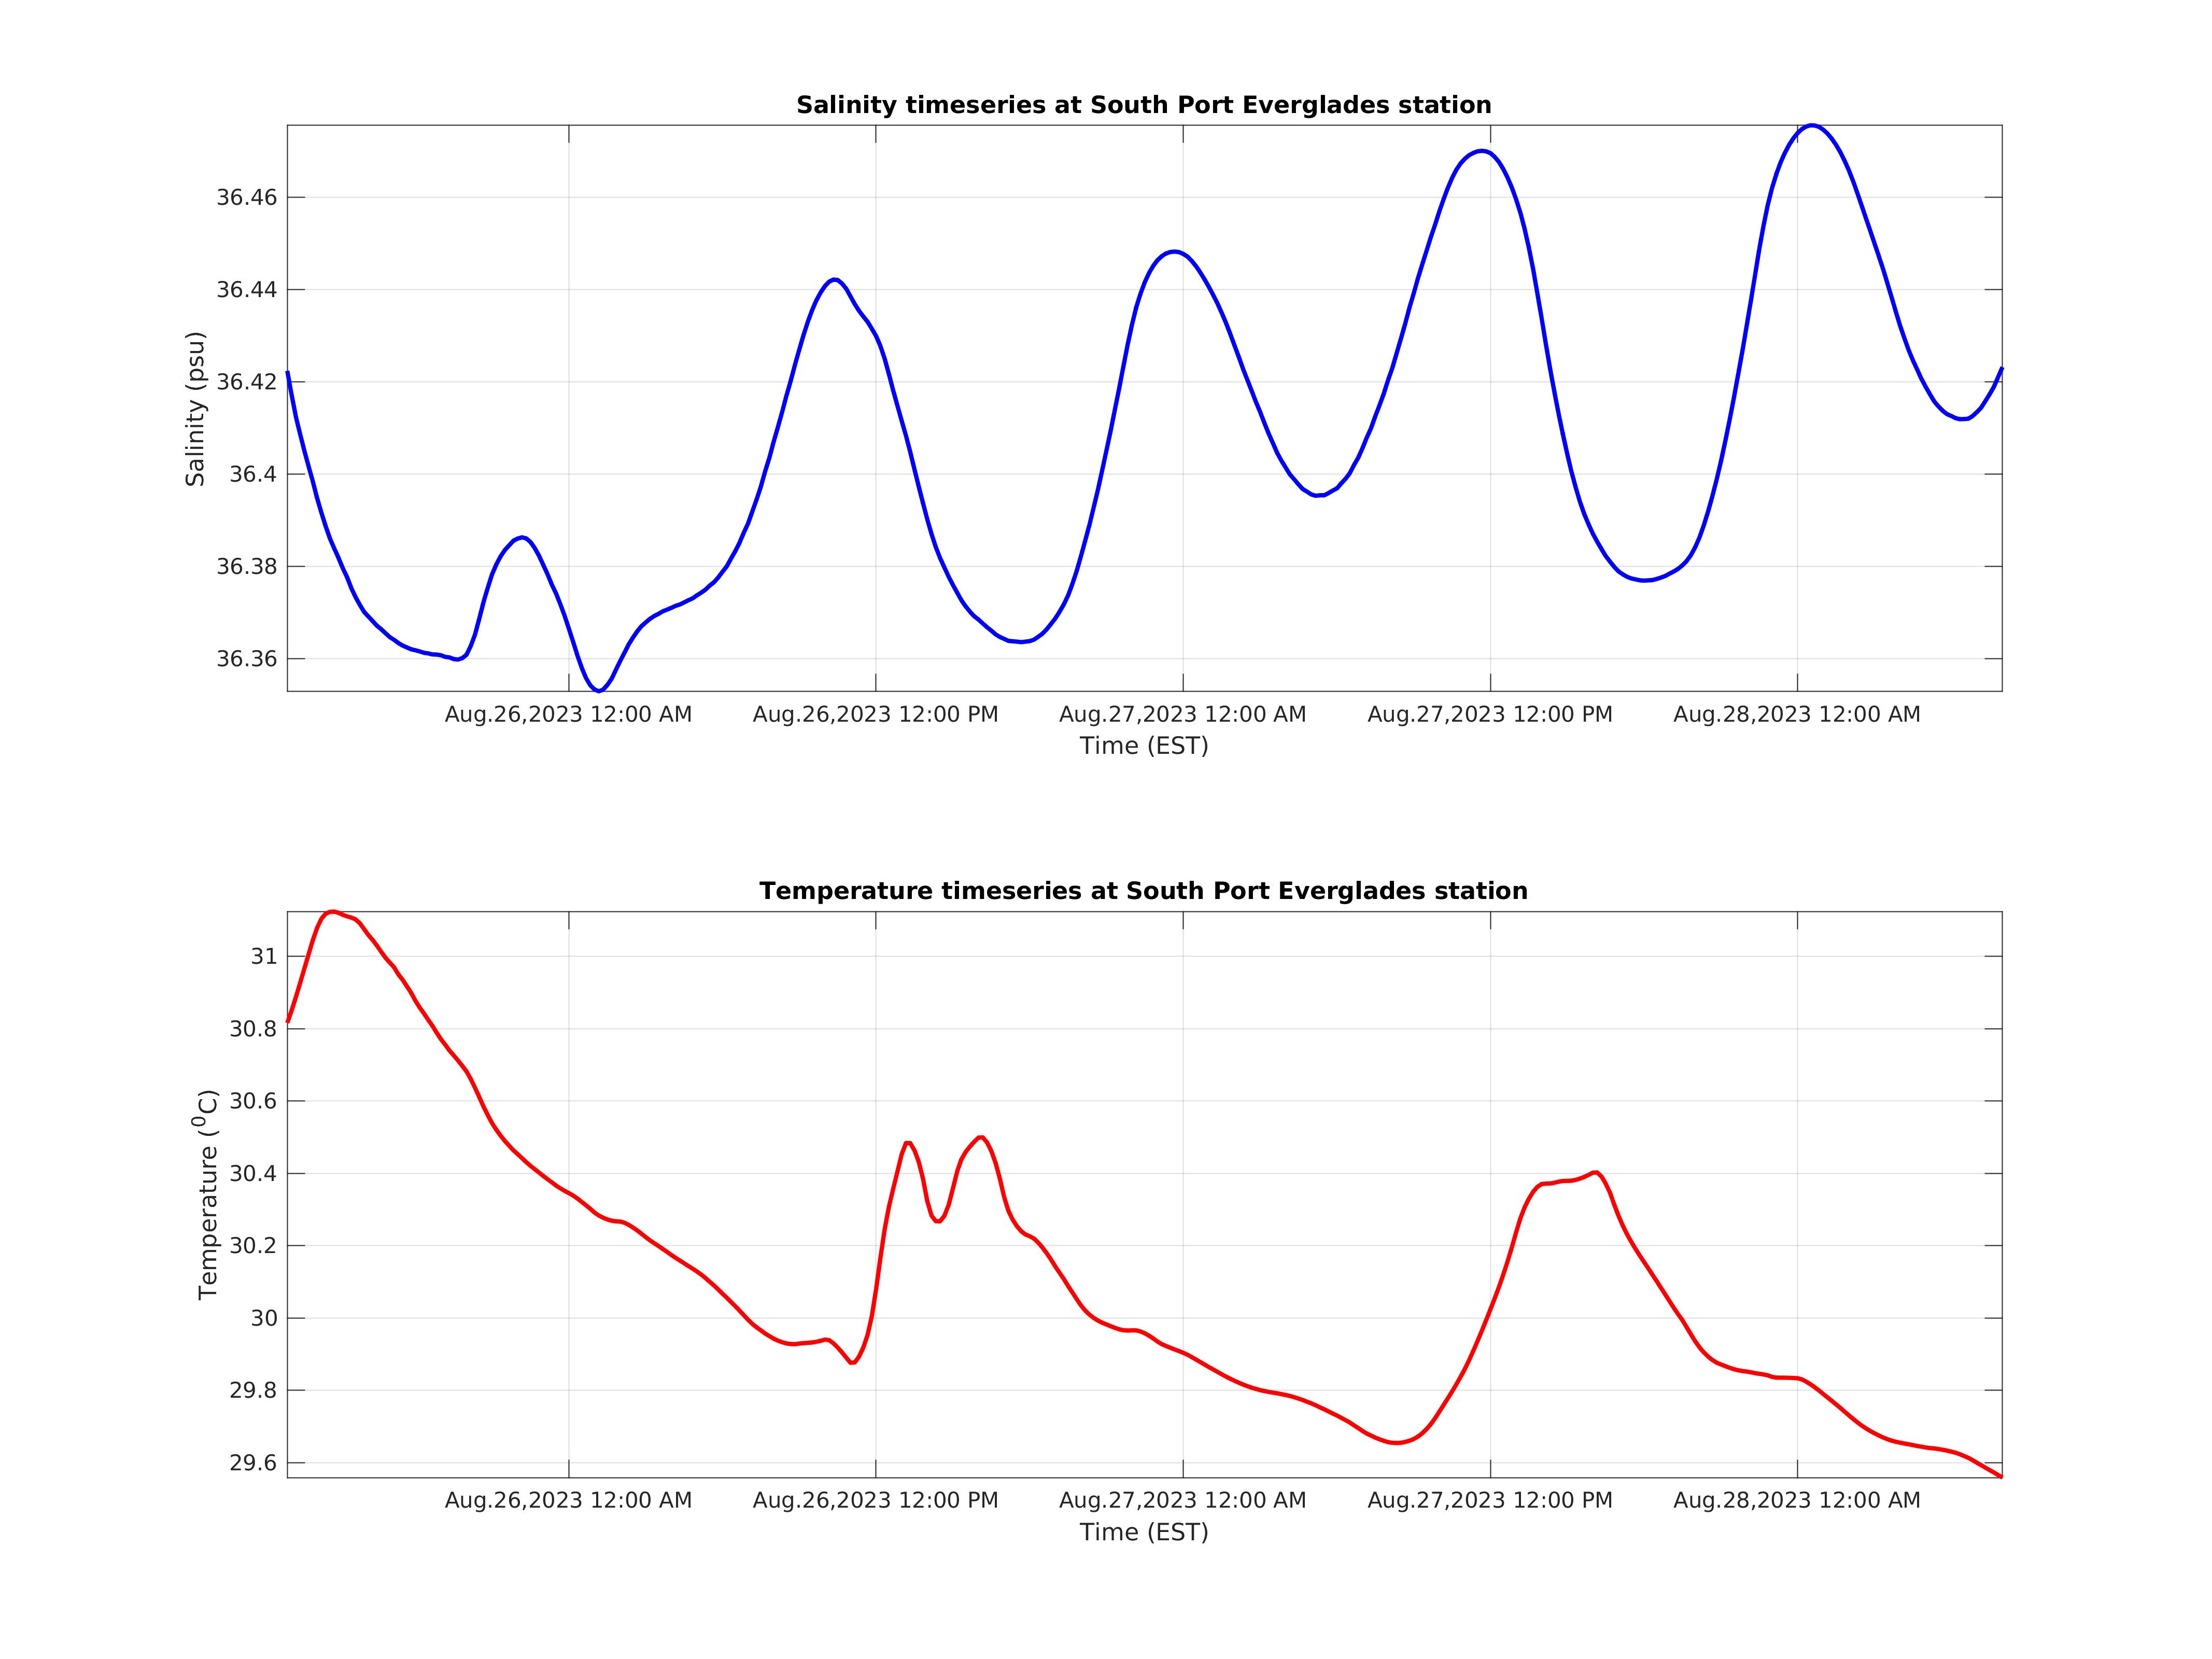 Salinity timeseries at South Port Everglades station
36.46
36.44
36.42
36.4
36.38
36.36
Salinity (psu)
Aug.26,2023 12:00 AM Aug.26,2023 12:00 PM Aug.27,2023 12:00 AM Aug.27,2023 12:00 PM Aug.28,2023 12:00 AM
Time (EST)
Temperature timeseries at South Port Everglades station
31
30.8
30.6
30.4
30.2
30
29.8
29.6
Temperature (⁰C)
Aug.26,2023 12:00 AM Aug.26,2023 12:00 PM Aug.27,2023 12:00 AM Aug.27,2023 12:00 PM Aug.28,2023 12:00 AM
Time (EST)